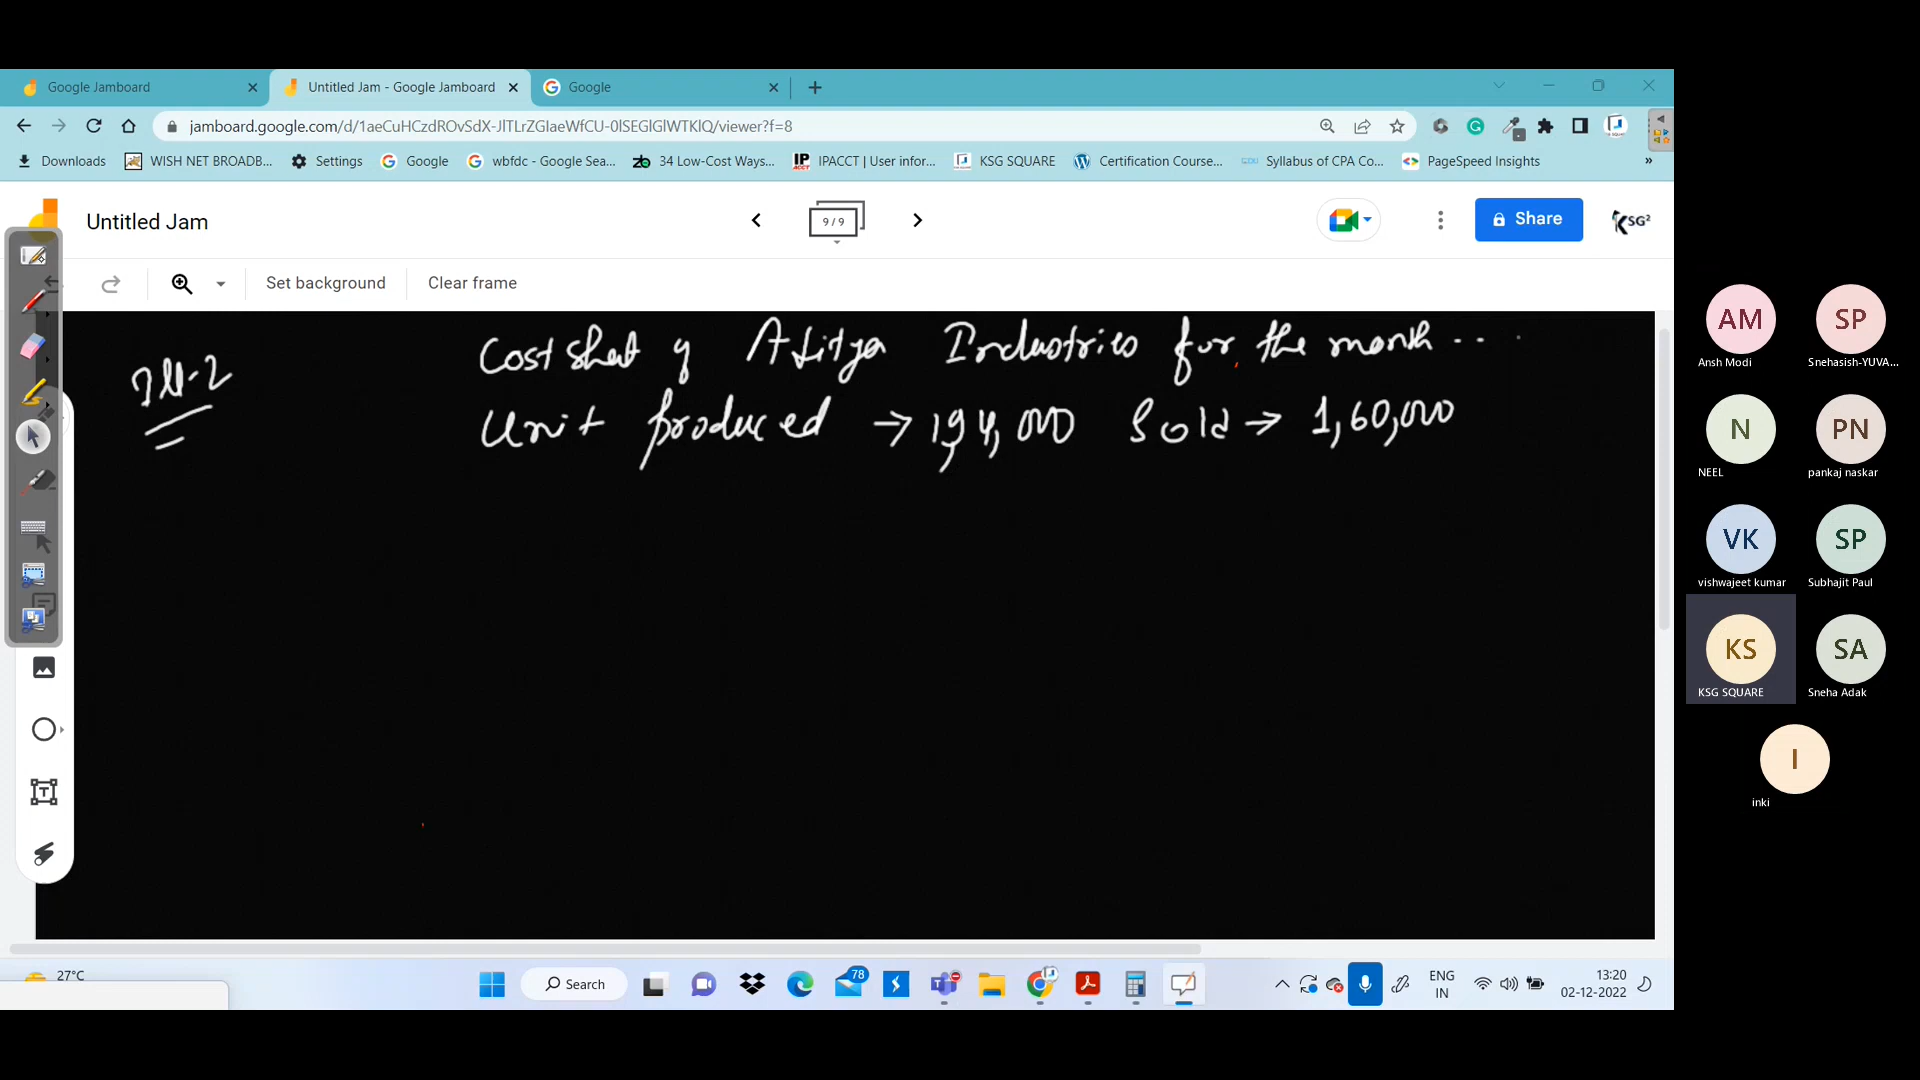 Google Jamboard
Untitled Jam - Google Jamboard
Google
jamboard.google.com/d/1aeCuHCzdROvSdX-JlTLrZGIaeWfCU-0lSEGlGlWTKlQ/viewer?f=8
Downloads
WISH NET BROADB...
Settings
Google
wbfdc - Google Sea...
34 Low-Cost Ways...
IPACCT | User infor...
KSG SQUARE
Certification Course...
Syllabus of CPA Co...
PageSpeed Insights
»
Untitled Jam
9 / 9
Share
KSG²
Set background
Clear frame
Ill-2
Cost sheet of Aditya Industries for the month ....
Unit produced → 194,000 Sold → 1,60,000
AM
Ansh Modi
SP
Snehasish-YUVA...
N
NEEL
PN
pankaj naskar
VK
vishwajeet kumar
SP
Subhajit Paul
KS
KSG SQUARE
SA
Sneha Adak
I
inki
27°C
Search
78
ENG
IN
13:20
02-12-2022